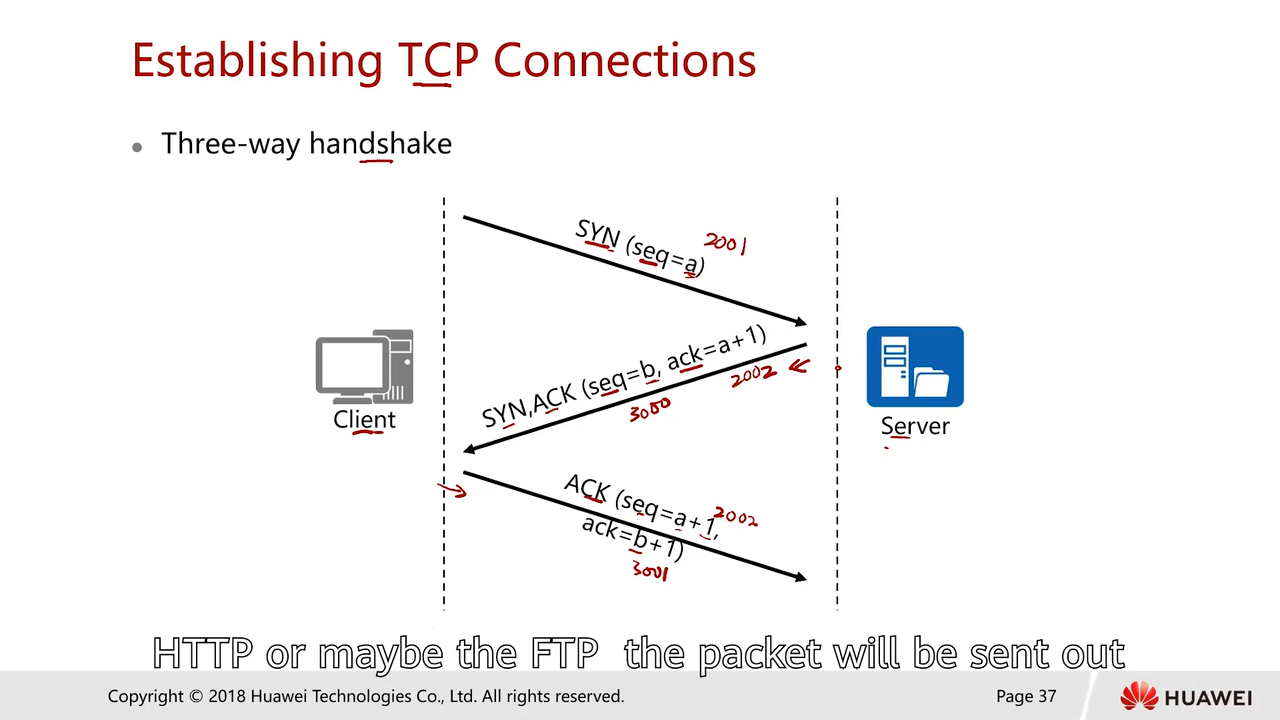 Establishing TCP Connections
• Three-way handshake
SYN (seq=a)
2001
SYN,ACK (seq=b, ack=a+1)
3000
2002
Client
Server
ACK (seq=a+1,
2002
ack=b+1)
3001
HTTP or maybe the FTP the packet will be sent out
Copyright © 2018 Huawei Technologies Co., Ltd. All rights reserved.
Page 37
HUAWEI